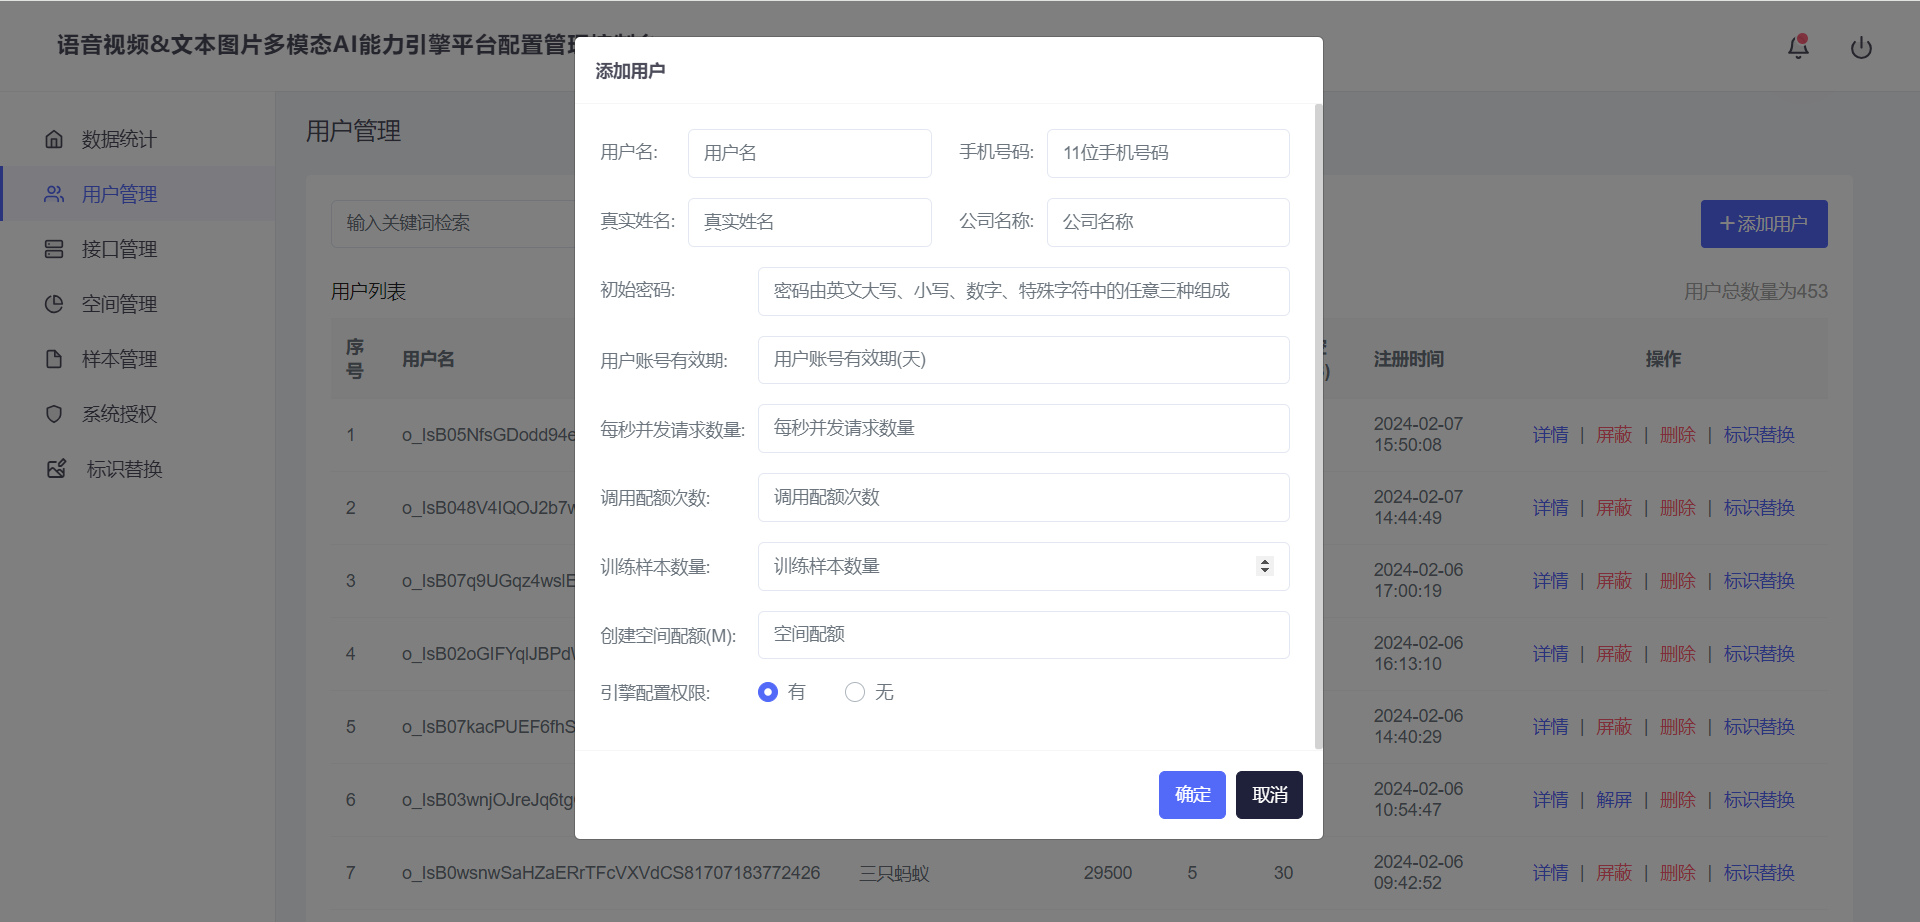 语音视频&文本图片多模态AI能力引擎平台配置管理
数据统计
用户管理
接口管理
空间管理
样本管理
系统授权
标识替换
用户管理
输入关键词检索
+添加用户
用户列表
用户总数量为453
序号 用户名 注册时间 操作
1 o_IsB05NfsGDodd94e 2024-02-07 15:50:08 详情 | 屏蔽 | 删除 | 标识替换
2 o_IsB048V4IQOJ2b7w 2024-02-07 14:44:49 详情 | 屏蔽 | 删除 | 标识替换
3 o_IsB07q9UGqz4wslE 2024-02-06 17:00:19 详情 | 屏蔽 | 删除 | 标识替换
4 o_IsB02oGIFYqlJBPdW 2024-02-06 16:13:10 详情 | 屏蔽 | 删除 | 标识替换
5 o_IsB07kacPUEF6fhS 2024-02-06 14:40:29 详情 | 屏蔽 | 删除 | 标识替换
6 o_IsB03wnjOJreJq6tg 2024-02-06 10:54:47 详情 | 解屏 | 删除 | 标识替换
7 o_IsB0wsnwSaHZaERrTFcVXVdCS81707183772426 三只蚂蚁 29500 5 30 2024-02-06 09:42:52 详情 | 屏蔽 | 删除 | 标识替换
添加用户
用户名: 用户名 手机号码: 11位手机号码
真实姓名: 真实姓名 公司名称: 公司名称
初始密码: 密码由英文大写、小写、数字、特殊字符中的任意三种组成
用户账号有效期: 用户账号有效期(天)
每秒并发请求数量: 每秒并发请求数量
调用配额次数: 调用配额次数
训练样本数量: 训练样本数量
创建空间配额(M): 空间配额
引擎配置权限: 有 无
确定 取消